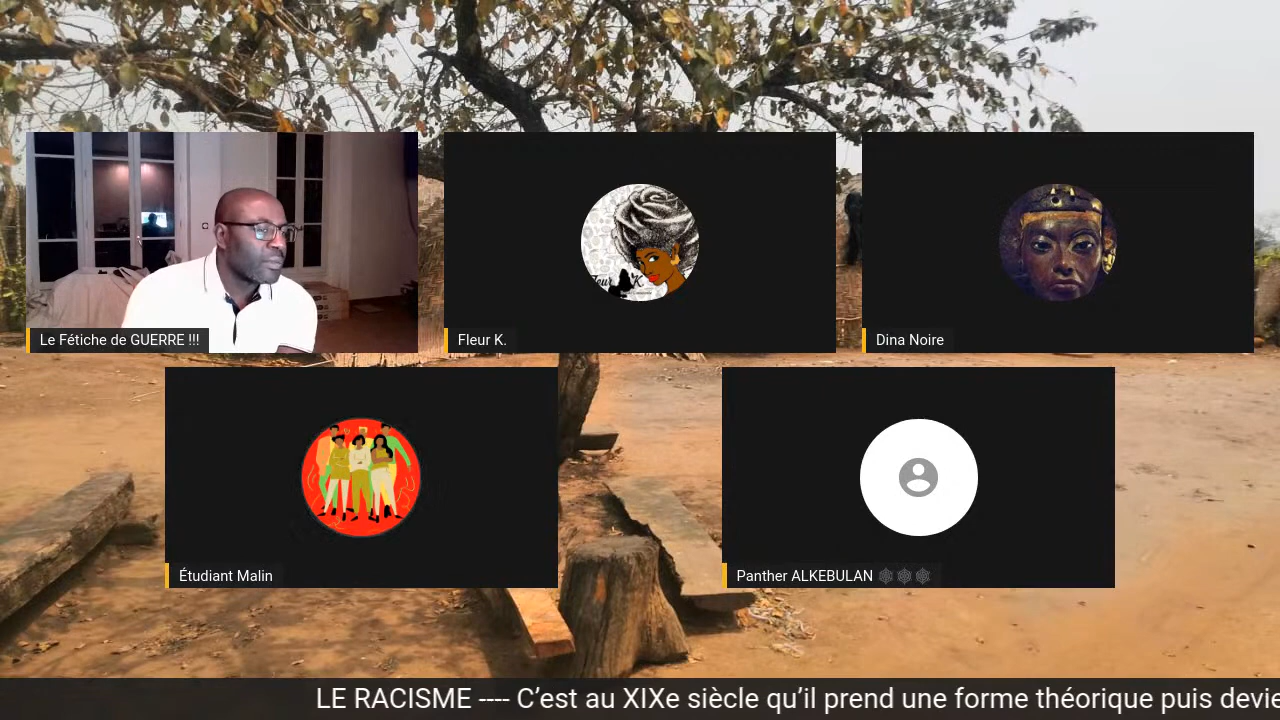 Le Fétiche de GUERRE !!!
Fleur K.
Dina Noire
Étudiant Malin
Panther ALKEBULAN 🕸️🕸️🕸️
LE RACISME ---- C’est au XIXe siècle qu’il prend une forme théorique puis devie